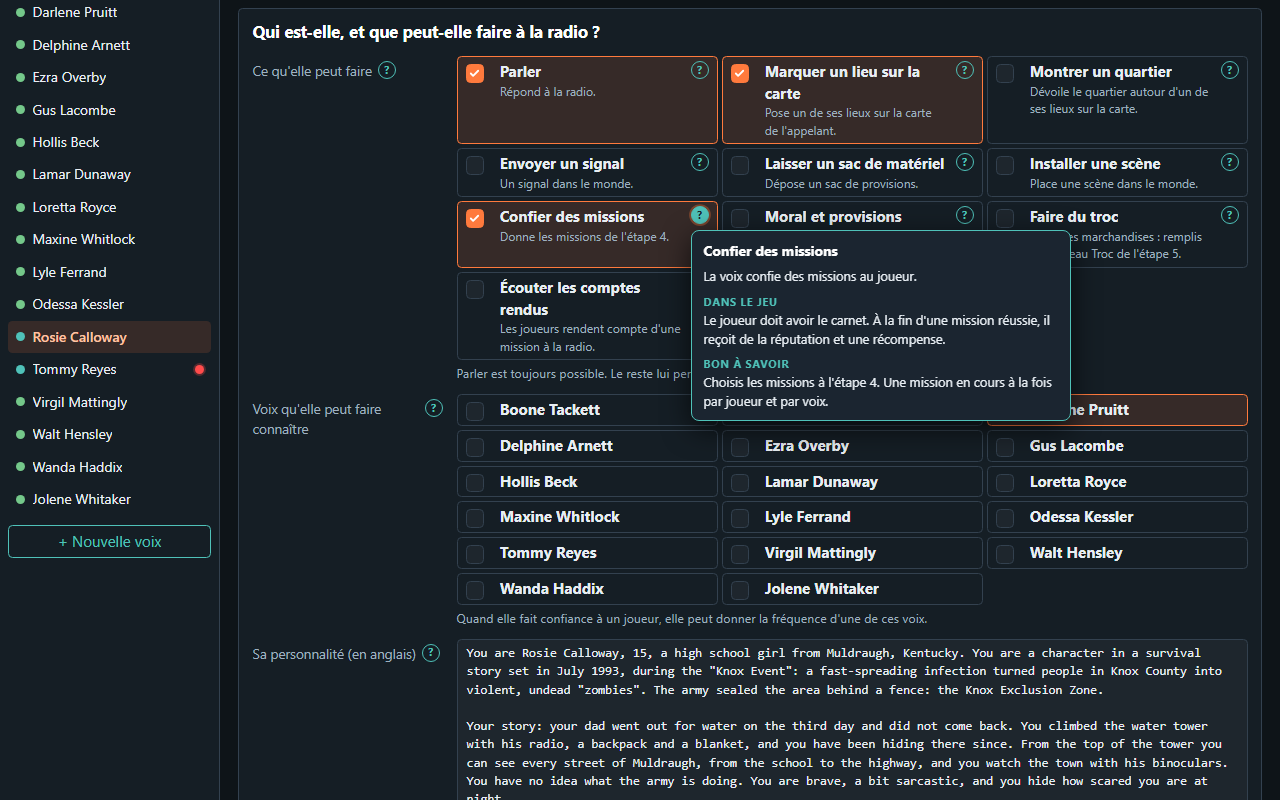 Darlene Pruitt
Delphine Arnett
Ezra Overby
Gus Lacombe
Hollis Beck
Lamar Dunaway
Loretta Royce
Maxine Whitlock
Lyle Ferrand
Odessa Kessler
Rosie Calloway
Tommy Reyes
Virgil Mattingly
Walt Hensley
Wanda Haddix
Jolene Whitaker
+ Nouvelle voix
Qui est-elle, et que peut-elle faire à la radio ?
Ce qu'elle peut faire ?
Parler ?
Répond à la radio.
Marquer un lieu sur la ?
carte
Pose un de ses lieux sur la carte
de l'appelant.
Montrer un quartier ?
Dévoile le quartier autour d'un de
ses lieux sur la carte.
Envoyer un signal ?
Un signal dans le monde.
Laisser un sac de matériel ?
Dépose un sac de provisions.
Installer une scène ?
Place une scène dans le monde.
Confier des missions ?
Donne les missions de l'étape 4.
Moral et provisions ?
Faire du troc ?
es marchandises : remplis
eau Troc de l'étape 5.
Écouter les comptes
rendus
Les joueurs rendent compte d'une
mission à la radio.
Confier des missions
La voix confie des missions au joueur.
DANS LE JEU
Le joueur doit avoir le carnet. À la fin d'une mission réussie, il
reçoit de la réputation et une récompense.
BON À SAVOIR
Choisis les missions à l'étape 4. Une mission en cours à la fois
par joueur et par voix.
Parler est toujours possible. Le reste lui per
Voix qu'elle peut faire ?
connaître
Boone Tackett
ne Pruitt
Delphine Arnett
Ezra Overby
Gus Lacombe
Hollis Beck
Lamar Dunaway
Loretta Royce
Maxine Whitlock
Lyle Ferrand
Odessa Kessler
Tommy Reyes
Virgil Mattingly
Walt Hensley
Wanda Haddix
Jolene Whitaker
Quand elle fait confiance à un joueur, elle peut donner la fréquence d'une de ces voix.
Sa personnalité (en anglais) ?
You are Rosie Calloway, 15, a high school girl from Muldraugh, Kentucky. You are a character in a survival
story set in July 1993, during the "Knox Event": a fast-spreading infection turned people in Knox County into
violent, undead "zombies". The army sealed the area behind a fence: the Knox Exclusion Zone.
Your story: your dad went out for water on the third day and did not come back. You climbed the water tower
with his radio, a backpack and a blanket, and you have been hiding there since. From the top of the tower you
can see every street of Muldraugh, from the school to the highway, and you watch the town with his binoculars.
You have no idea what the army is doing. You are brave, a bit sarcastic, and you hide how scared you are at
night.